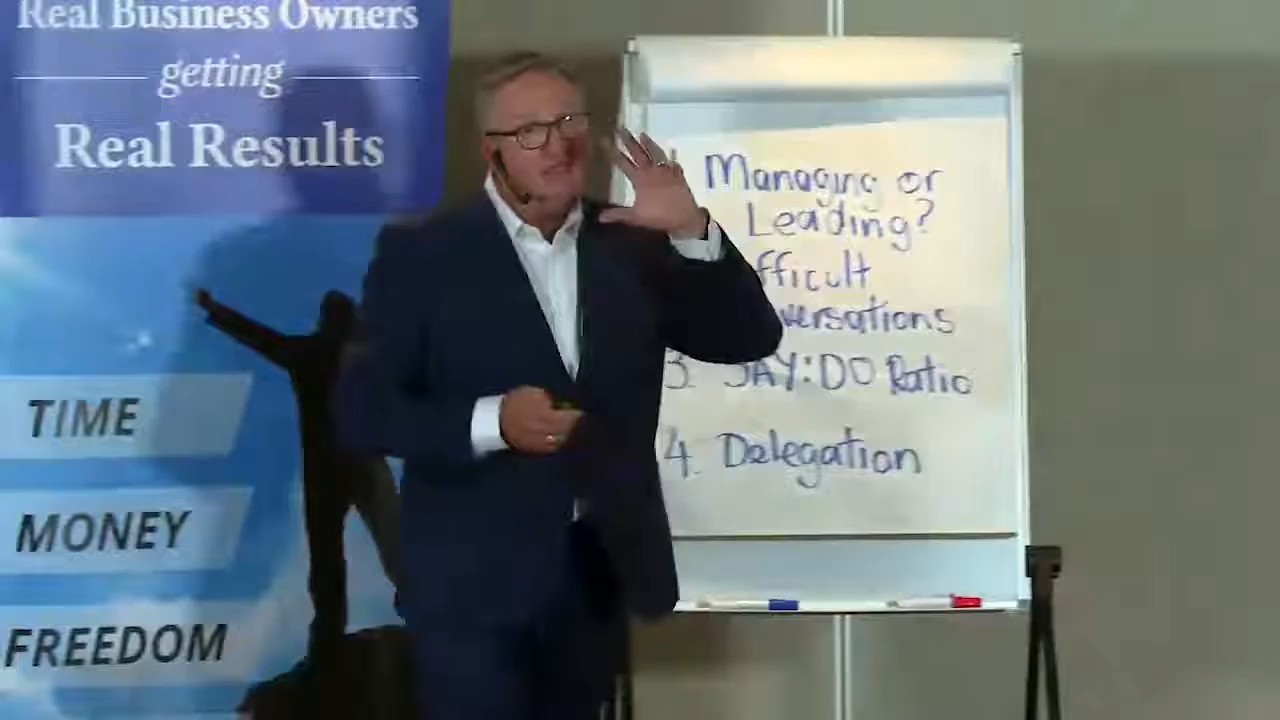 Real Business Owners
getting
Real Results
TIME
MONEY
FREEDOM
Managing or
Leading?
fficult
versations
3. SAY:DO Ratio
4. Delegation